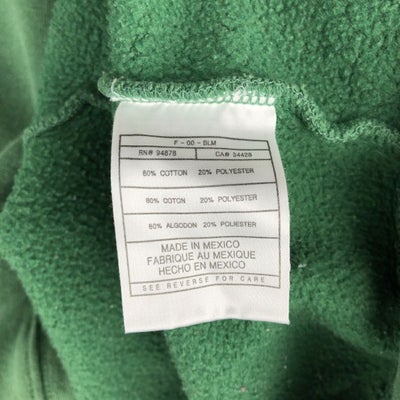 F - 00 - BLM
RN# 94878 CA# 34428
80% COTTON 20% POLYESTER
80% COTON 20% POLYESTER
80% ALGODON 20% POLIESTER
MADE IN MEXICO
FABRIQUE AU MEXIQUE
HECHO EN MEXICO
SEE REVERSE FOR CARE